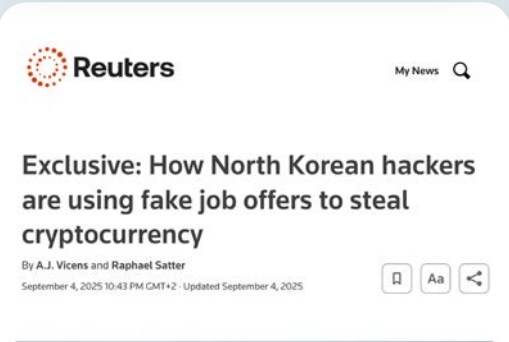 Reuters
My News
Exclusive: How North Korean hackers
are using fake job offers to steal
cryptocurrency
By A.J. Vicens and Raphael Satter
September 4, 2025 10:43 PM GMT+2 · Updated September 4, 2025
Aa